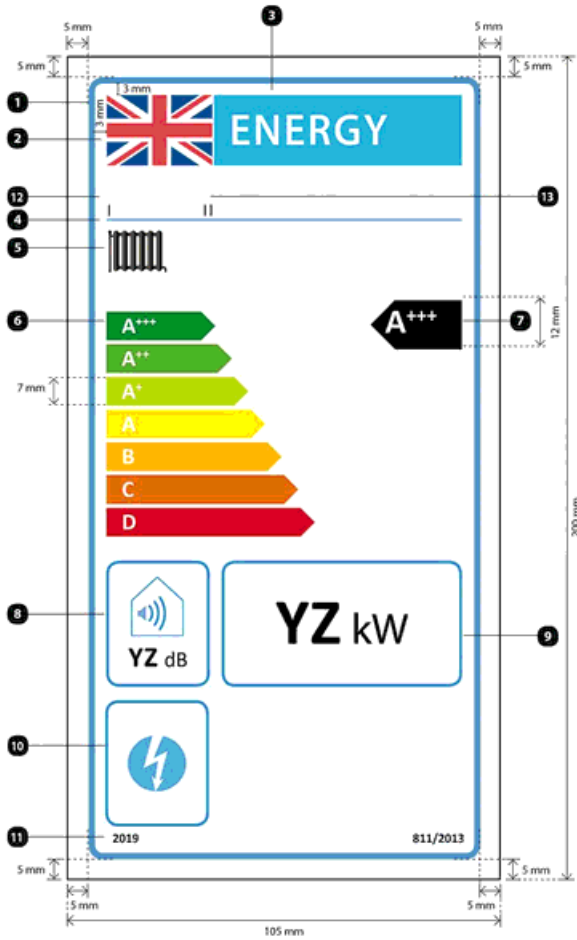 3
5 mm
5 mm
5 mm
5 mm
3 mm
1
3 mm
ENERGY
2
12
13
I
II
4
5
6
A+++
A+++
7
12 mm
A++
7 mm
A+
A
B
C
D
200 mm
8
YZ dB
YZ kW
9
10
11
2019
811/2013
5 mm
5 mm
5 mm
5 mm
105 mm